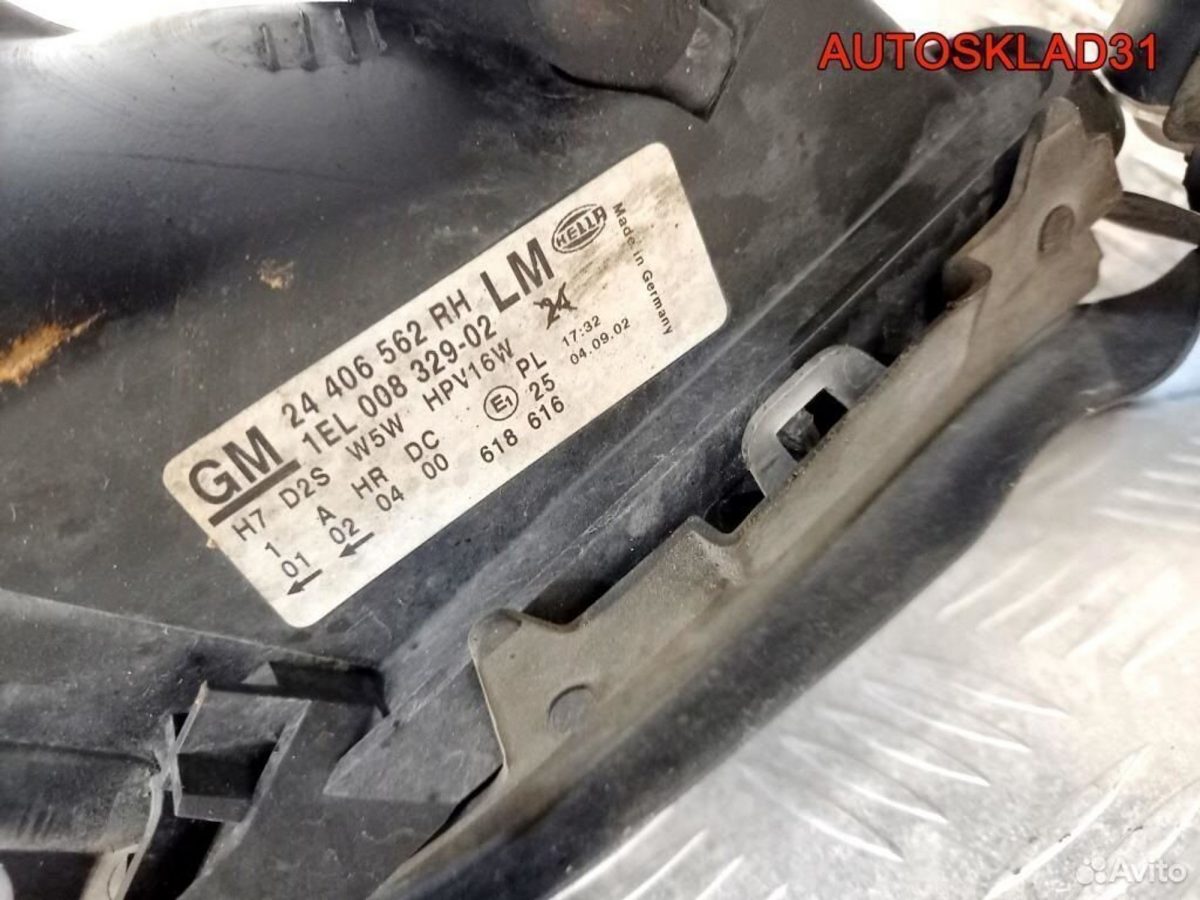 AUTOSKLAD31
GM 24 406 562 RH LM HELLA
1EL 008 329-02
H7 D2S W5W HPV16W 24
1 A HR DC E1 PL 17:32
01 02 04 00 25 04.09.02
618 616
Made in Germany
Avito